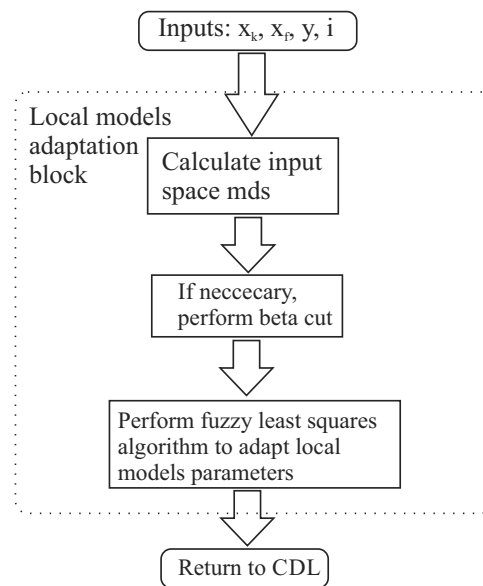 Inputs: xₖ, x_f, y, i
Local models
adaptation
block
Calculate input
space mds
If neccecary,
perform beta cut
Perform fuzzy least squares
algorithm to adapt local
models parameters
Return to CDL